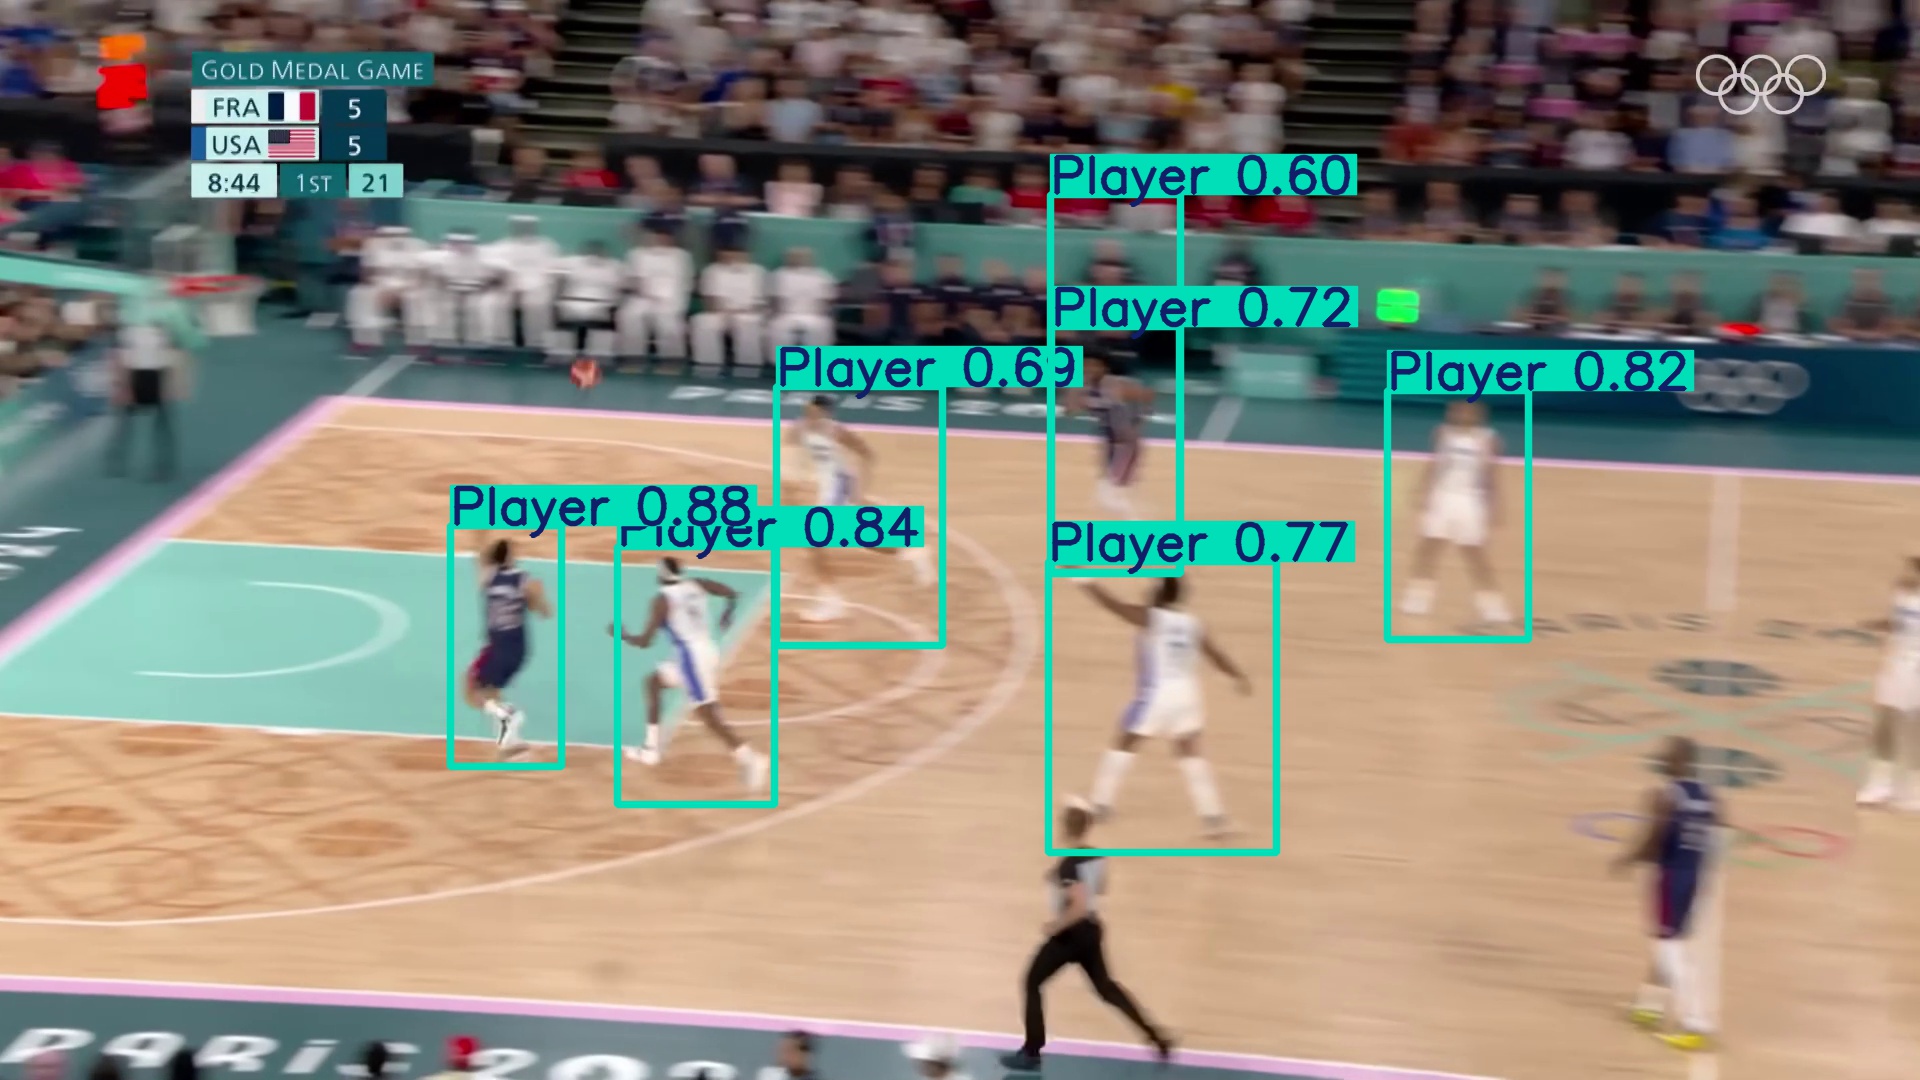 GOLD MEDAL GAME
FRA 5
USA 5
8:44 1ST 21
Player 0.60
Player 0.72
Player 0.69
Player 0.82
Player 0.88
Player 0.84
Player 0.77
PARIS